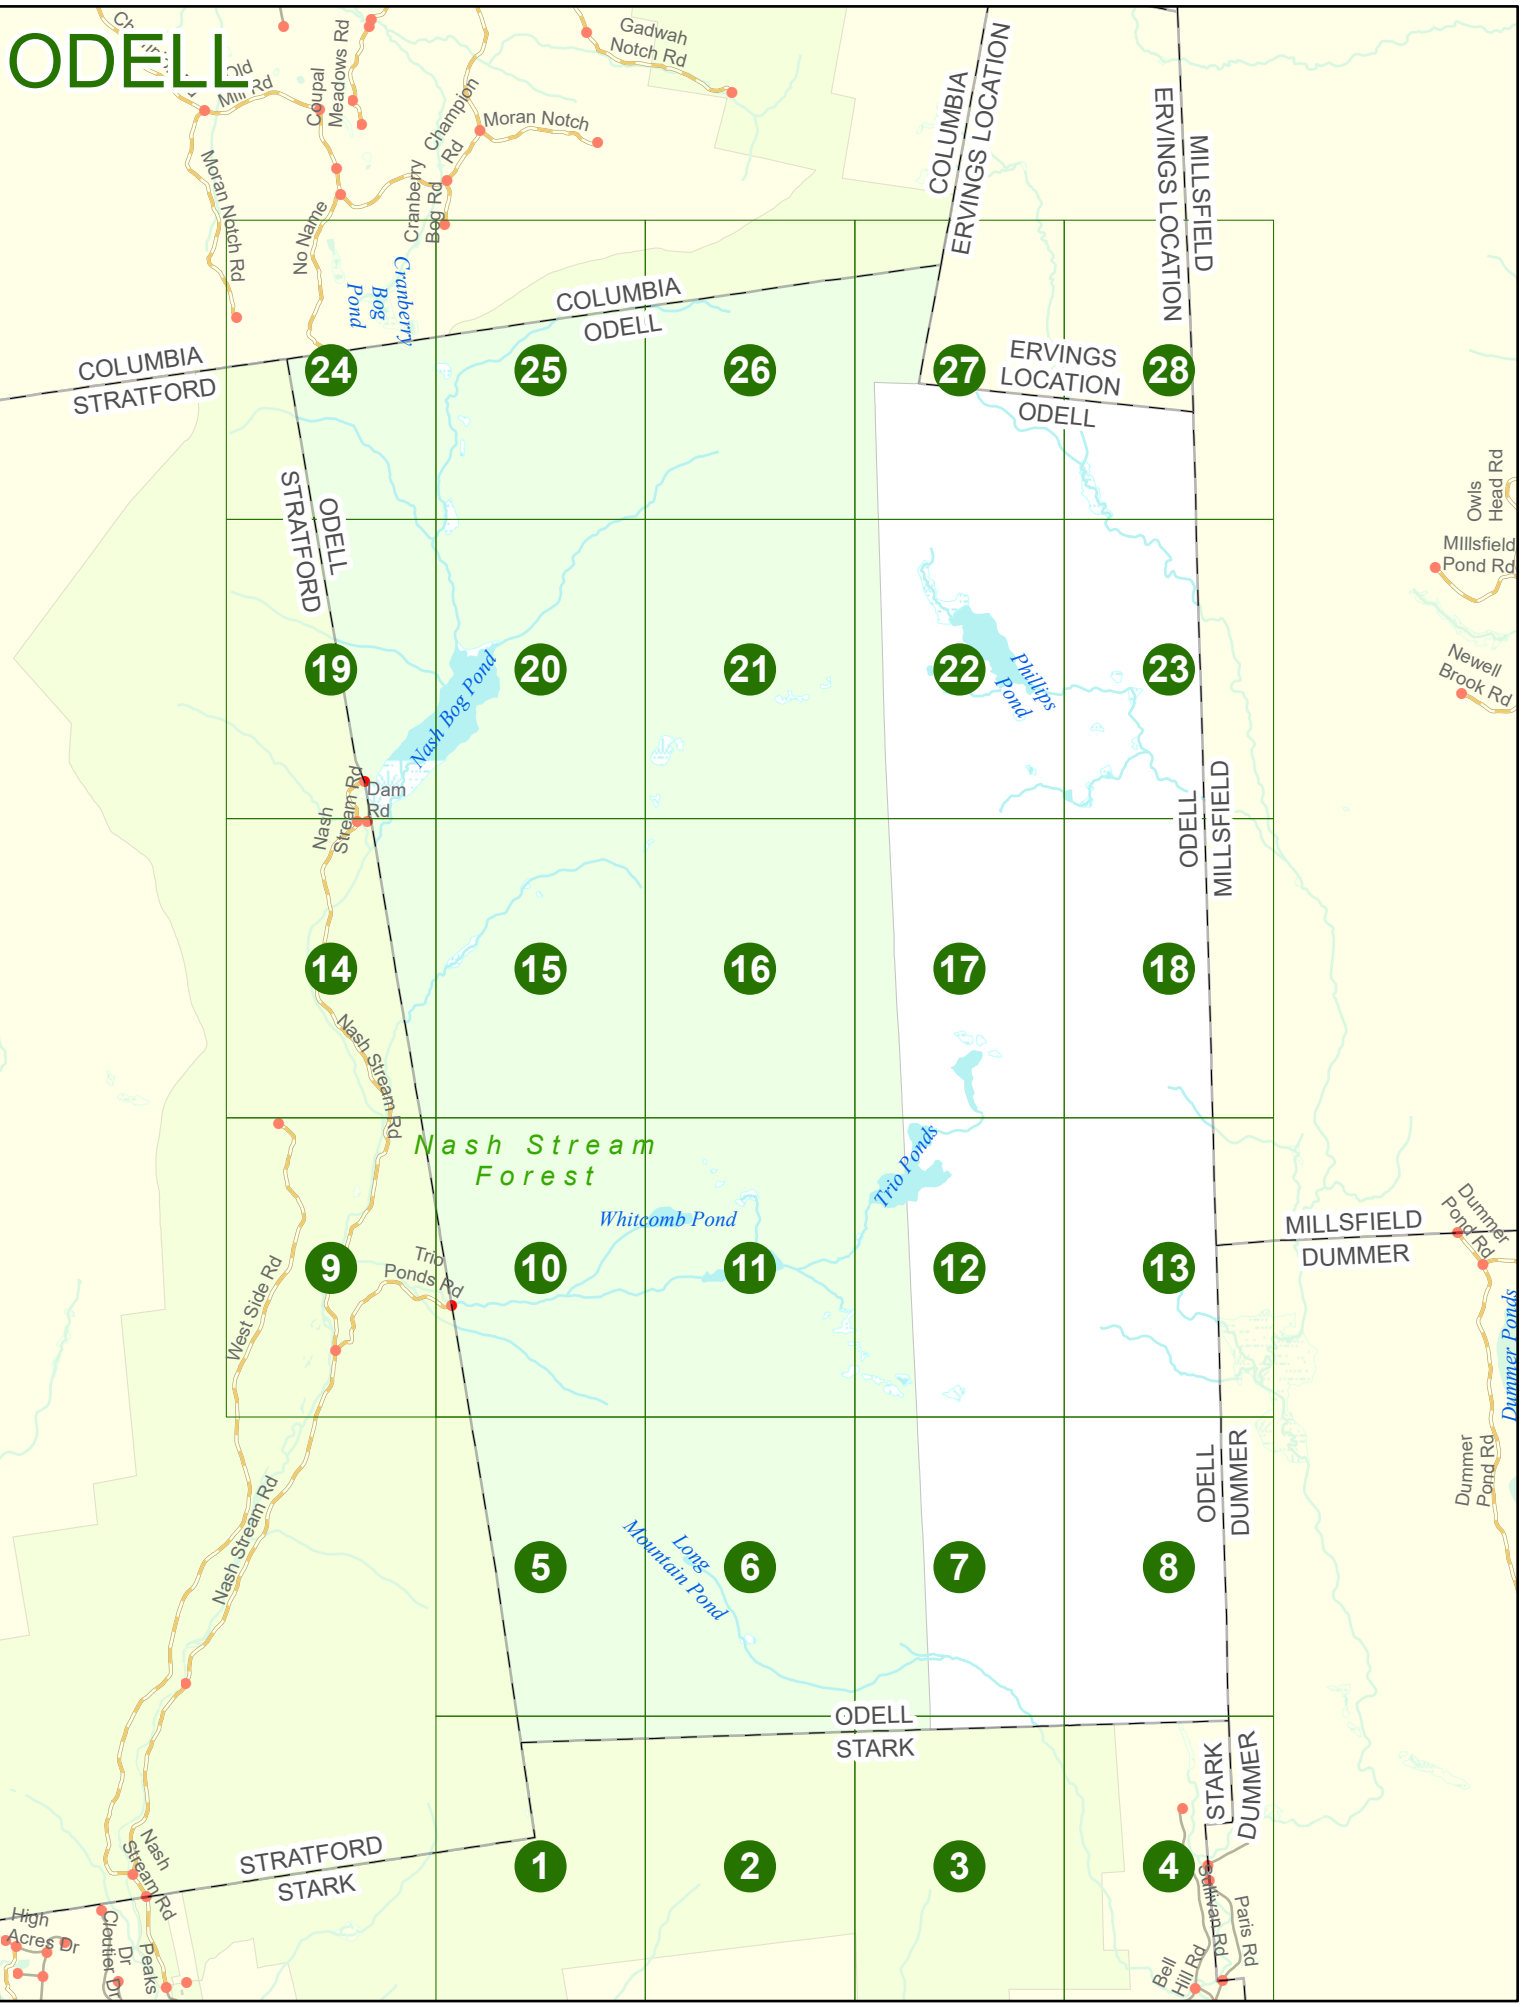 ODELL
Old
Mill Rd
Coupal
Meadows Rd
Champion
Rd
Gadwah
Notch Rd
Moran Notch
Moran Notch Rd
No Name
Cranberry
Bog Rd
Cranberry
Bog
Pond
COLUMBIA
ERVINGS LOCATION
MILLSFIELD
ERVINGS LOCATION
COLUMBIA
ODELL
COLUMBIA
STRATFORD
ERVINGS
LOCATION
ODELL
24
25
26
27
28
ODELL
STRATFORD
Owls
Head Rd
MIllsfield
Pond Rd
Newell
Brook Rd
19
20
21
22
23
Nash Bog Pond
Phillips
Pond
Dam
Rd
Nash
Stream Rd
ODELL
MILLSFIELD
14
15
16
17
18
Nash Stream Rd
Nash Stream
Forest
Whitcomb Pond
Trio Ponds
Trio
Ponds Rd
West Side Rd
MILLSFIELD
DUMMER
Dummer
Pond Rd
Dummer Ponds
9
10
11
12
13
ODELL
DUMMER
Dummer
Pond Rd
Nash Stream Rd
Long
Mountain Pond
5
6
7
8
ODELL
STARK
STARK
DUMMER
STRATFORD
STARK
1
2
3
4
Nash
Stream Rd
High
Acres Dr
Cloutier Dr
Dr
Peaks
Sullivan Rd
Paris Rd
Bell
Hill Rd